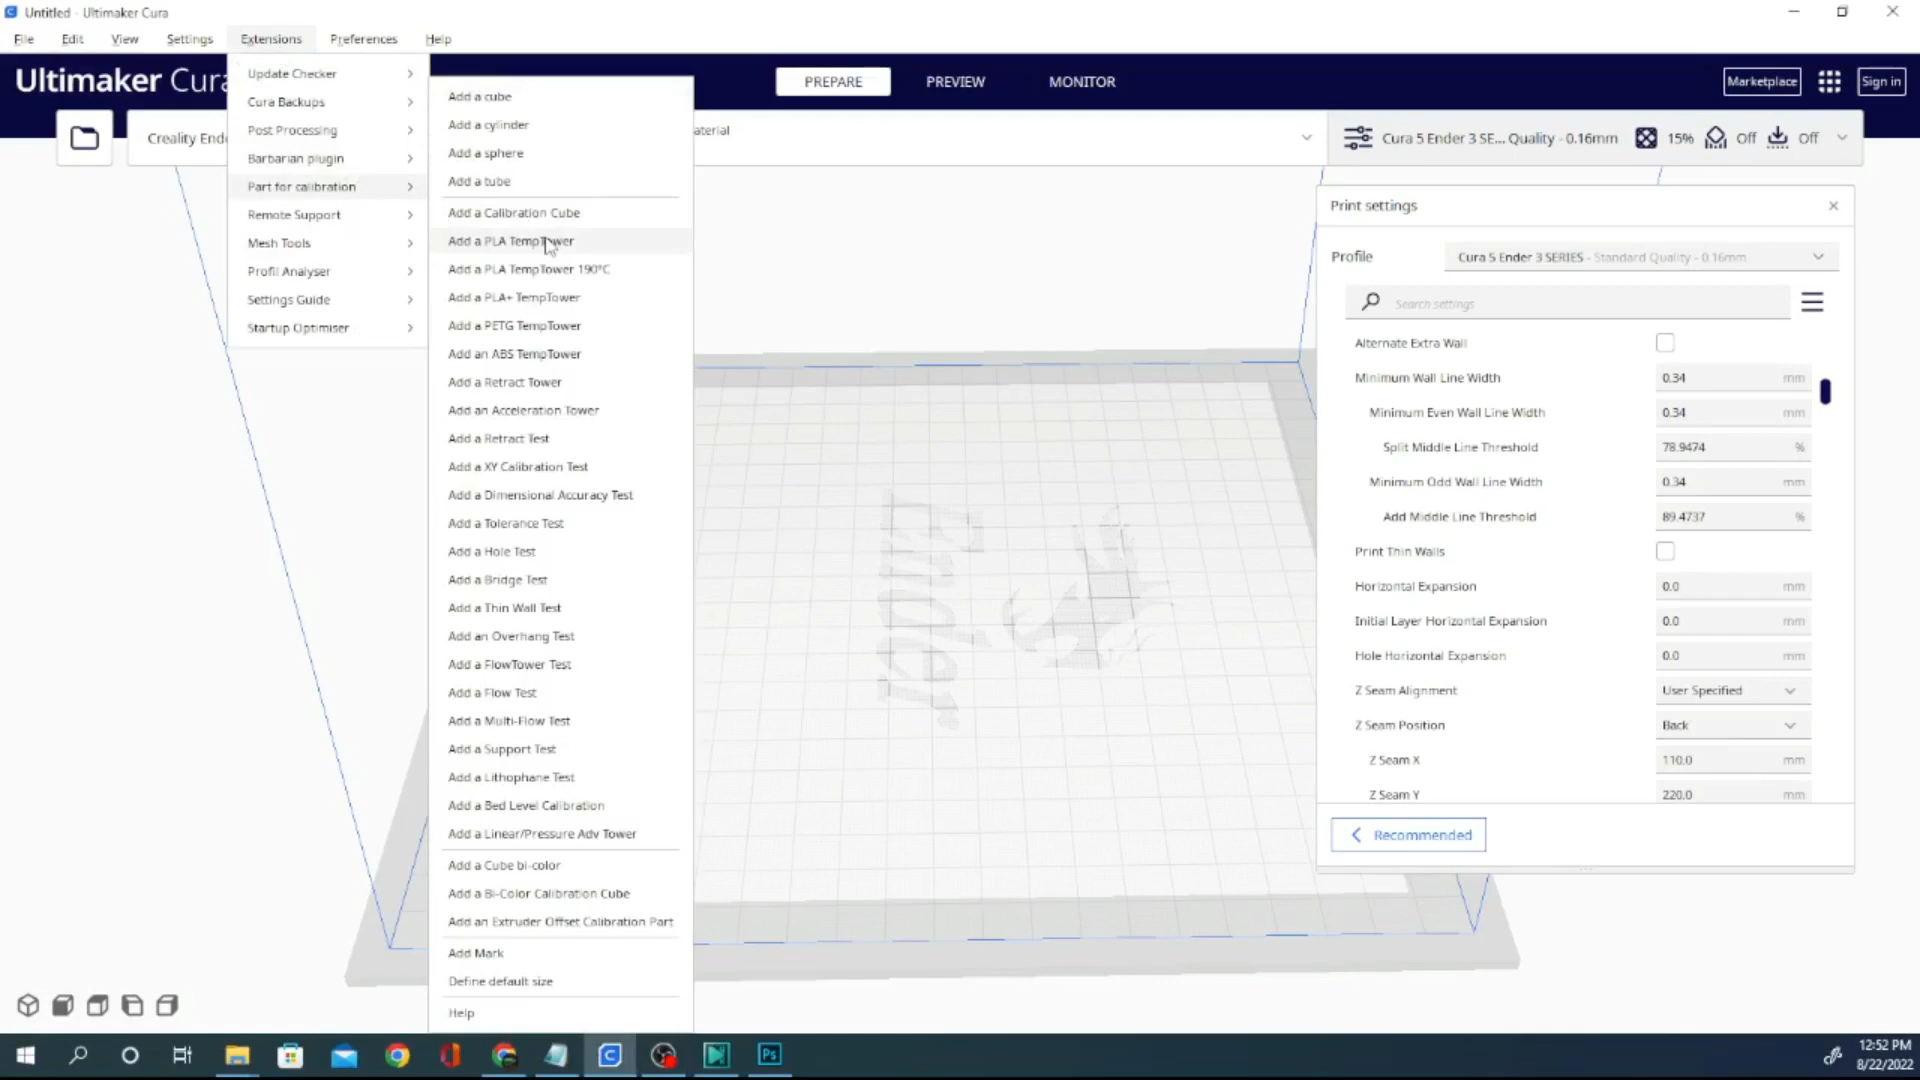 Untitled - Ultimaker Cura
File Edit View Settings Extensions Preferences Help
Ultimaker Cura
PREPARE PREVIEW MONITOR
Marketplace Sign in
Creality Ende
aterial
Cura 5 Ender 3 SE... Quality - 0.16mm 15% Off Off
Update Checker
Cura Backups
Post Processing
Barbarian plugin
Part for calibration
Remote Support
Mesh Tools
Profil Analyser
Settings Guide
Startup Optimiser
Add a cube
Add a cylinder
Add a sphere
Add a tube
Add a Calibration Cube
Add a PLA TempTower
Add a PLA TempTower 190°C
Add a PLA+ TempTower
Add a PETG TempTower
Add an ABS TempTower
Add a Retract Tower
Add an Acceleration Tower
Add a Retract Test
Add a XY Calibration Test
Add a Dimensional Accuracy Test
Add a Tolerance Test
Add a Hole Test
Add a Bridge Test
Add a Thin Wall Test
Add an Overhang Test
Add a FlowTower Test
Add a Flow Test
Add a Multi-Flow Test
Add a Support Test
Add a Lithophane Test
Add a Bed Level Calibration
Add a Linear/Pressure Adv Tower
Add a Cube bi-color
Add a Bi-Color Calibration Cube
Add an Extruder Offset Calibration Part
Add Mark
Define default size
Help
Ender
Print settings
Profile Cura 5 Ender 3 SERIES - Standard Quality - 0.16mm
Search settings
Alternate Extra Wall
Minimum Wall Line Width 0.34 mm
Minimum Even Wall Line Width 0.34 mm
Split Middle Line Threshold 78.9474 %
Minimum Odd Wall Line Width 0.34 mm
Add Middle Line Threshold 89.4737 %
Print Thin Walls
Horizontal Expansion 0.0 mm
Initial Layer Horizontal Expansion 0.0 mm
Hole Horizontal Expansion 0.0 mm
Z Seam Alignment User Specified
Z Seam Position Back
Z Seam X 110.0 mm
Z Seam Y 220.0 mm
Recommended
Ps
12:52 PM
8/22/2022